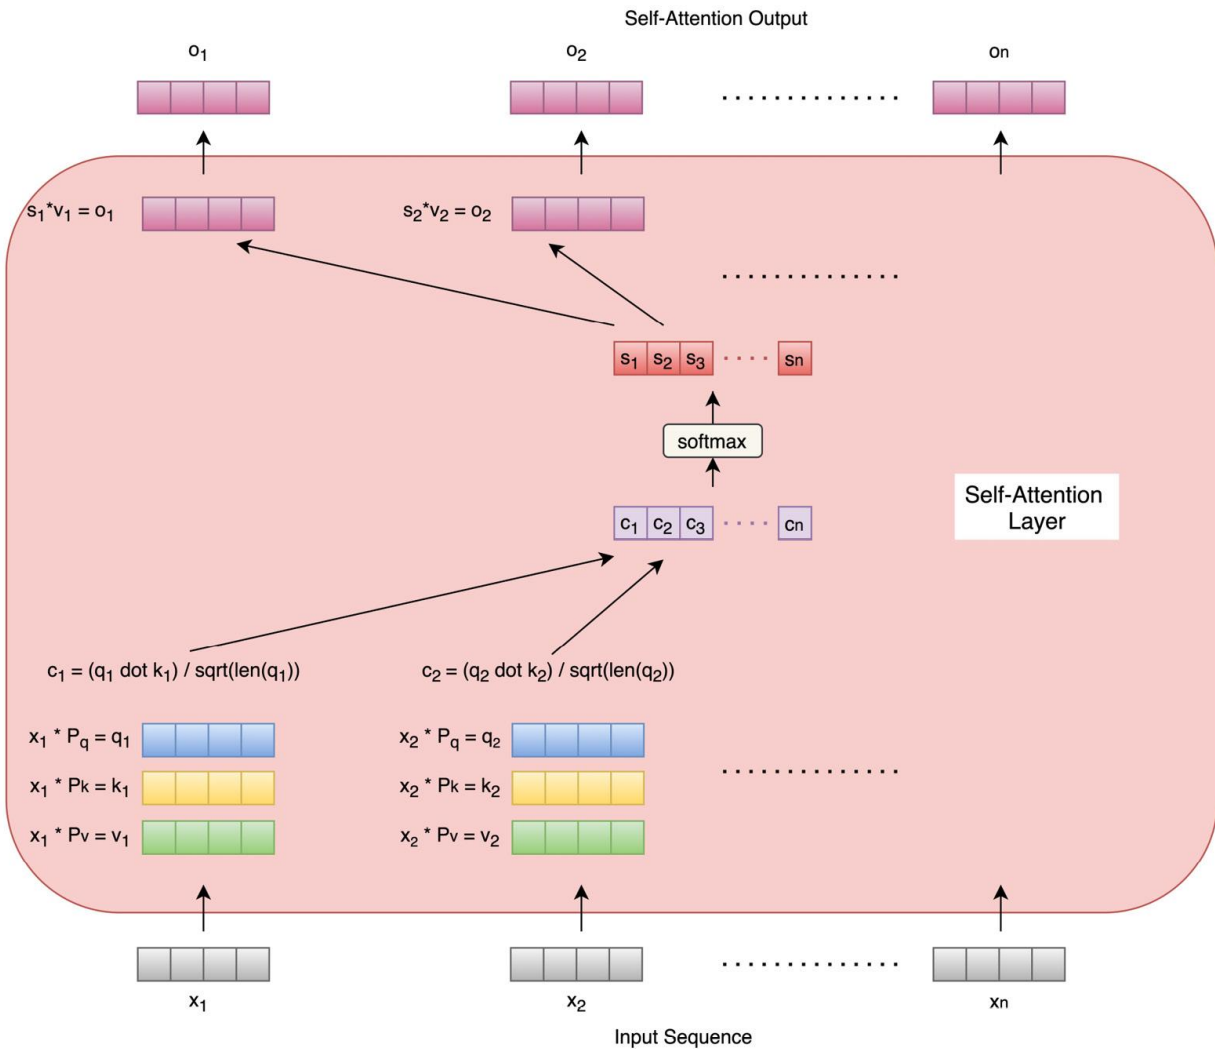 Self-Attention Output
o₁ o₂ on
s₁*v₁ = o₁ s₂*v₂ = o₂
s₁ s₂ s₃ sn
softmax
Self-Attention
Layer
c₁ c₂ c₃ cn
c₁ = (q₁ dot k₁) / sqrt(len(q₁)) c₂ = (q₂ dot k₂) / sqrt(len(q₂))
x₁ * Pq = q₁ x₂ * Pq = q₂
x₁ * Pk = k₁ x₂ * Pk = k₂
x₁ * Pv = v₁ x₂ * Pv = v₂
x₁ x₂ xn
Input Sequence